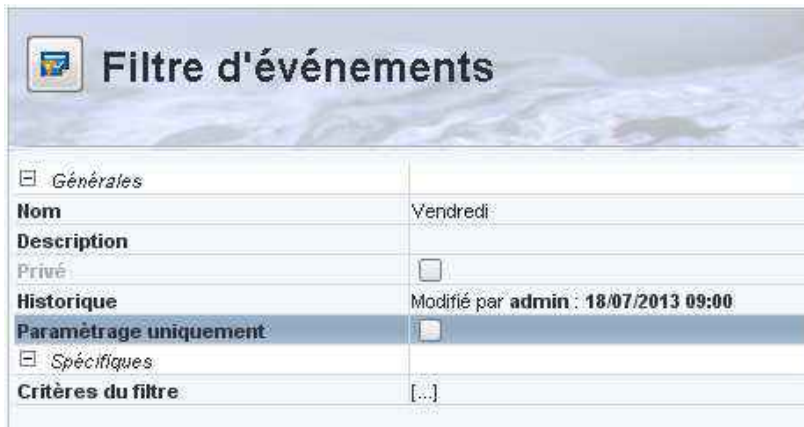 Filtre d'événements
Générales
Nom Vendredi
Description
Privé
Historique Modifié par admin : 18/07/2013 09:00
Paramètrage uniquement
Spécifiques
Critères du filtre [...]